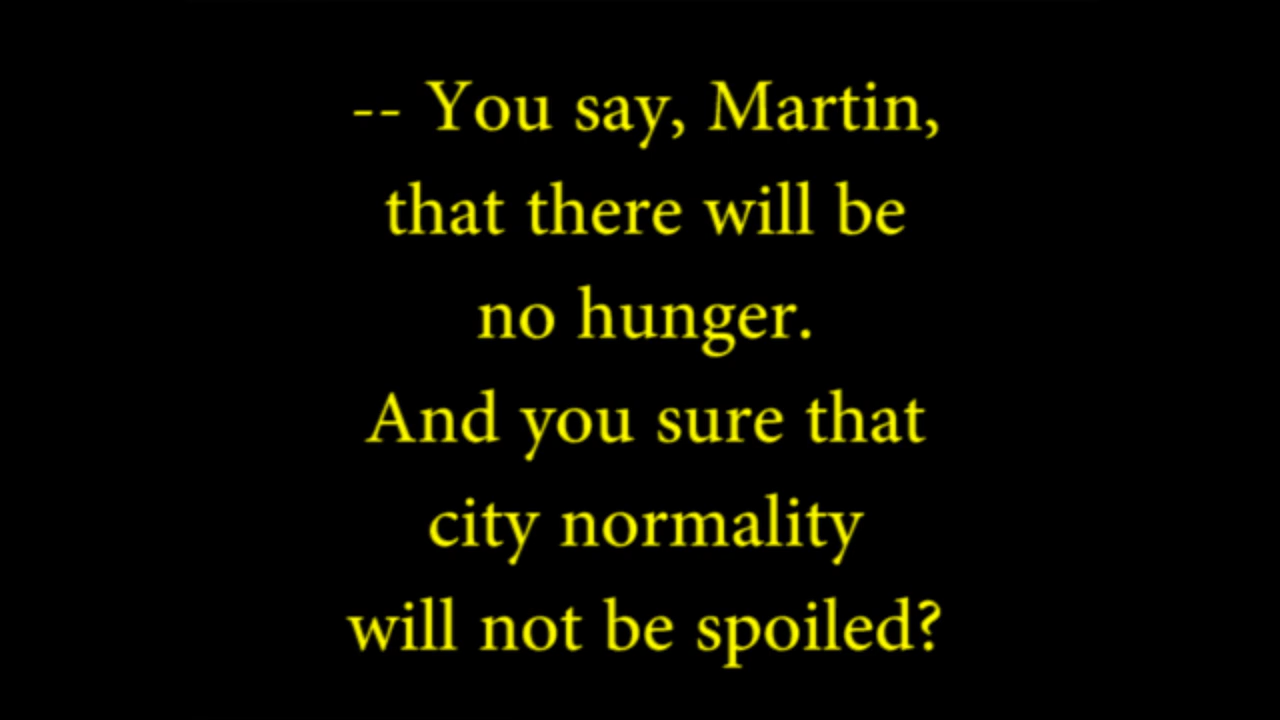 -- You say, Martin,
that there will be
no hunger.
And you sure that
city normality
will not be spoiled?